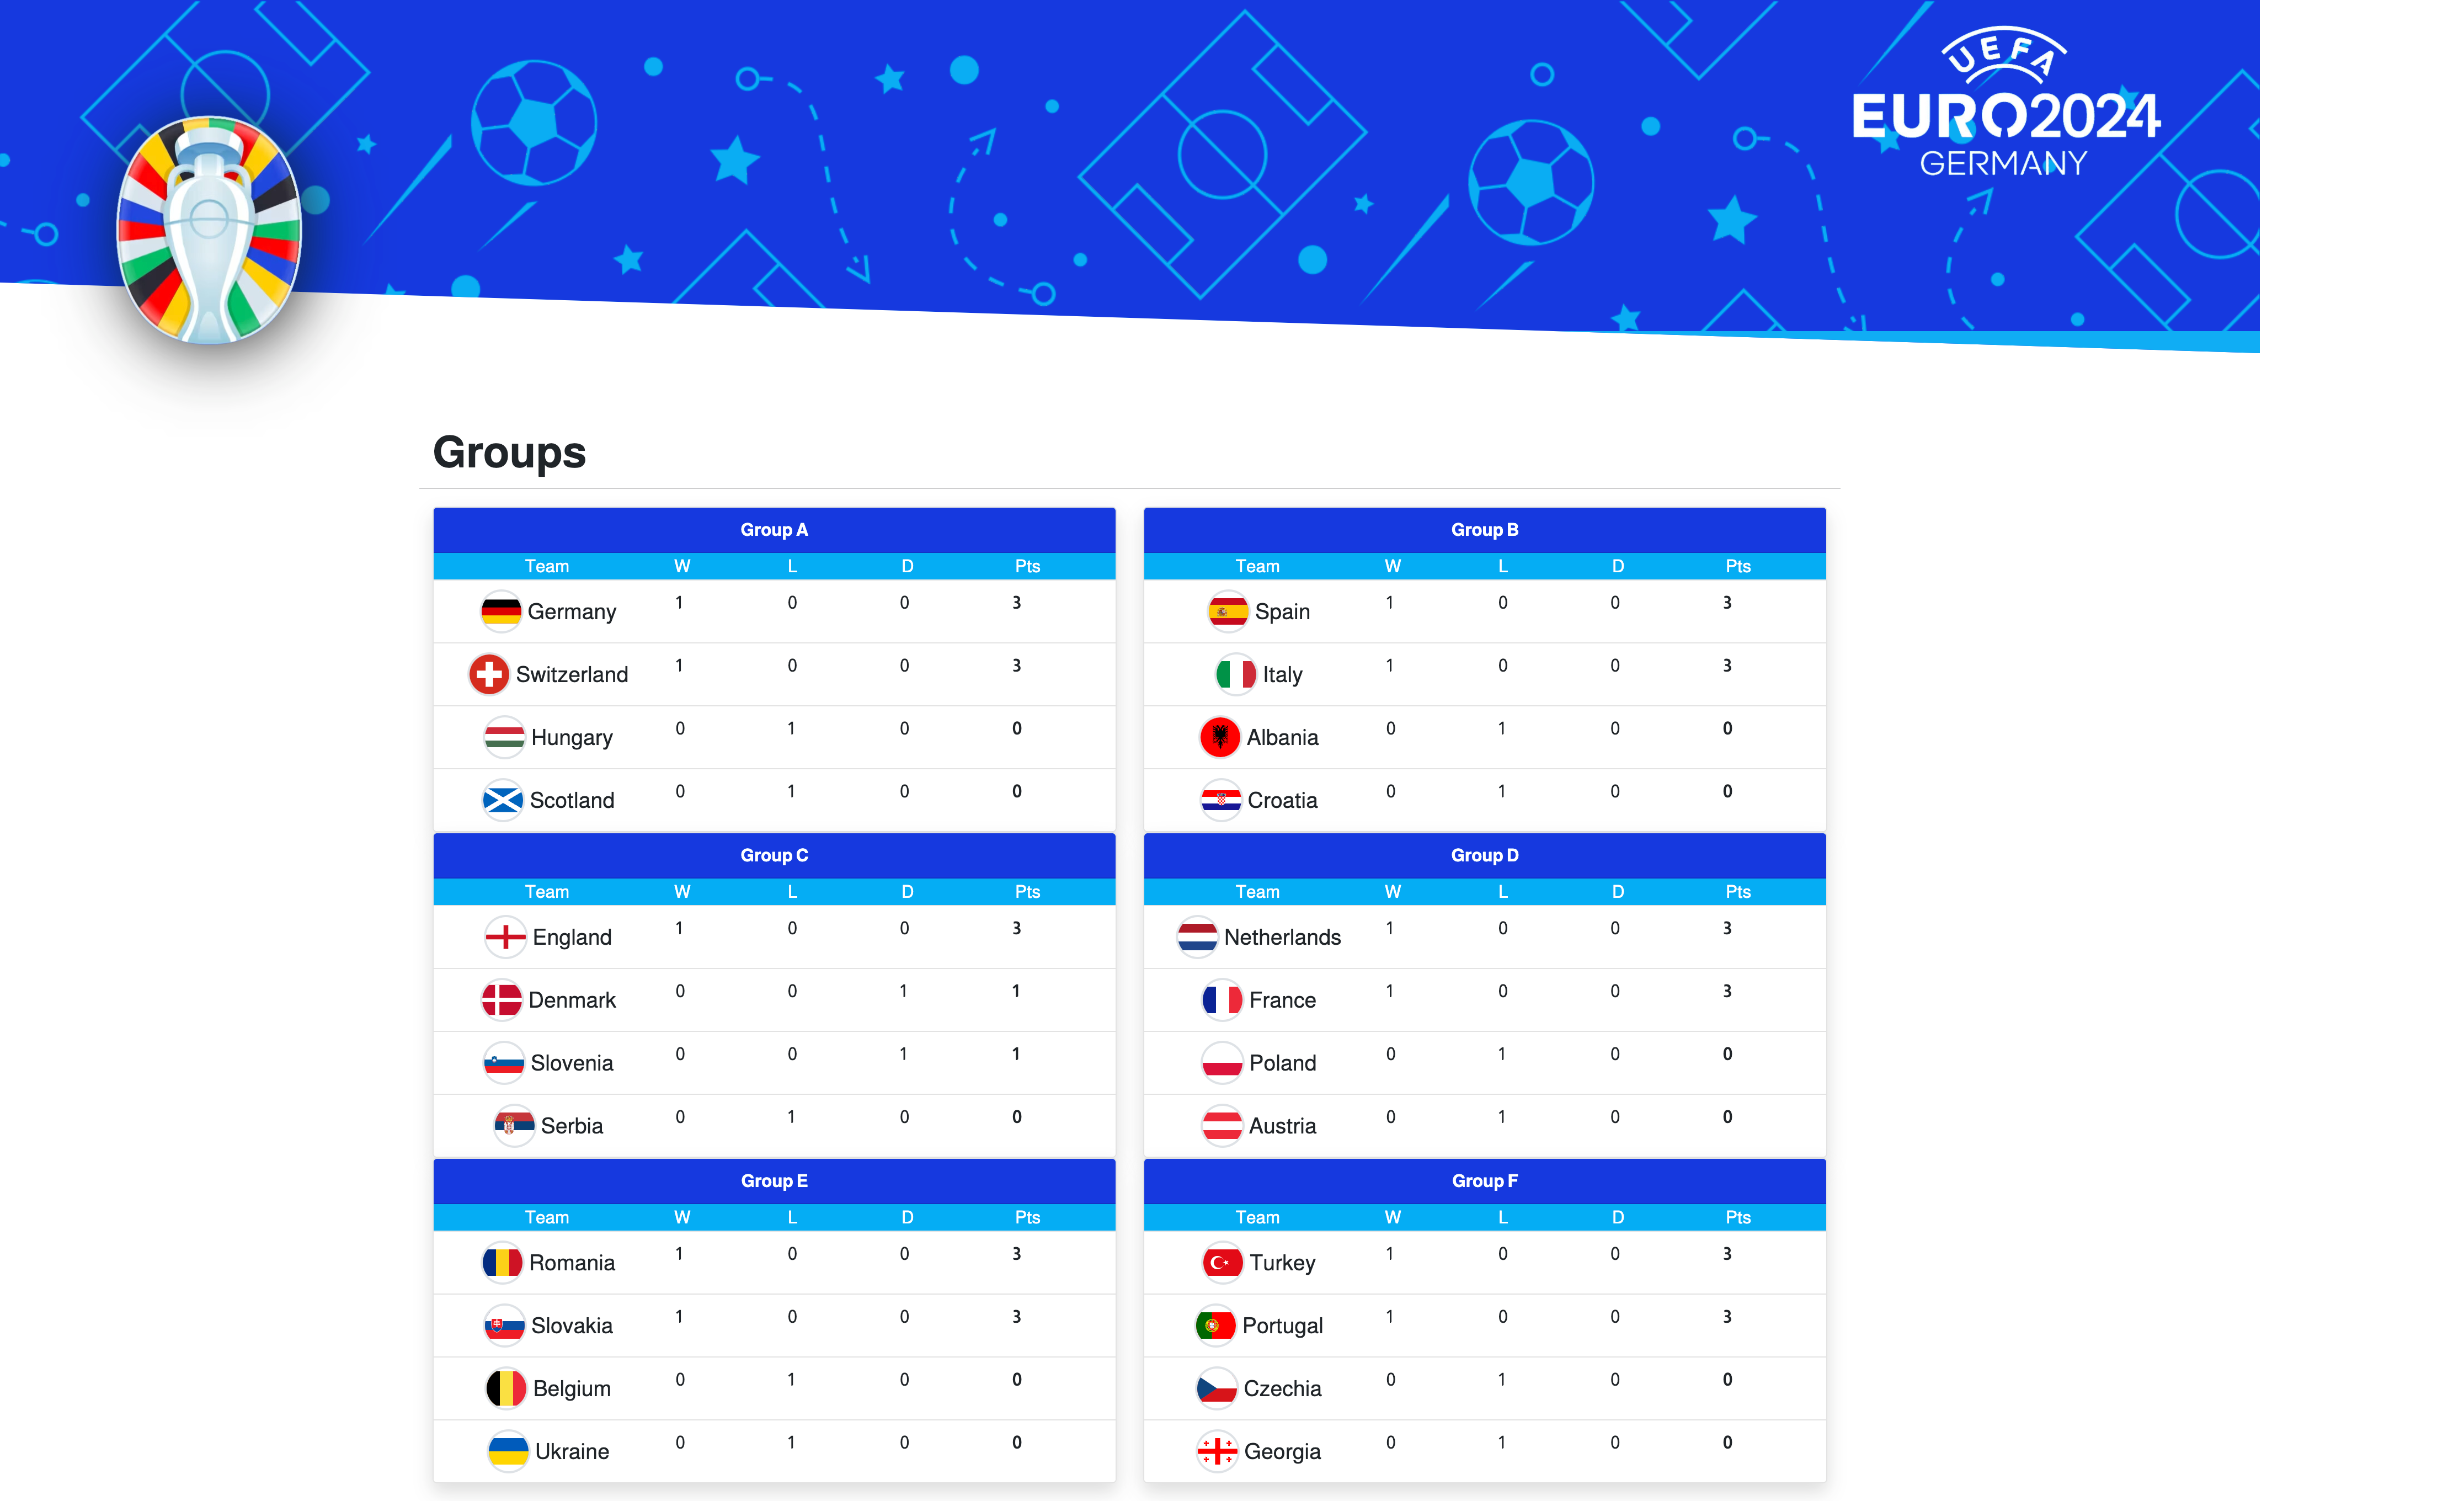 UEFA
EURO2024
GERMANY
Groups
Group A
Team W L D Pts
Germany 1 0 0 3
Switzerland 1 0 0 3
Hungary 0 1 0 0
Scotland 0 1 0 0
Group B
Team W L D Pts
Spain 1 0 0 3
Italy 1 0 0 3
Albania 0 1 0 0
Croatia 0 1 0 0
Group C
Team W L D Pts
England 1 0 0 3
Denmark 0 0 1 1
Slovenia 0 0 1 1
Serbia 0 1 0 0
Group D
Team W L D Pts
Netherlands 1 0 0 3
France 1 0 0 3
Poland 0 1 0 0
Austria 0 1 0 0
Group E
Team W L D Pts
Romania 1 0 0 3
Slovakia 1 0 0 3
Belgium 0 1 0 0
Ukraine 0 1 0 0
Group F
Team W L D Pts
Turkey 1 0 0 3
Portugal 1 0 0 3
Czechia 0 1 0 0
Georgia 0 1 0 0